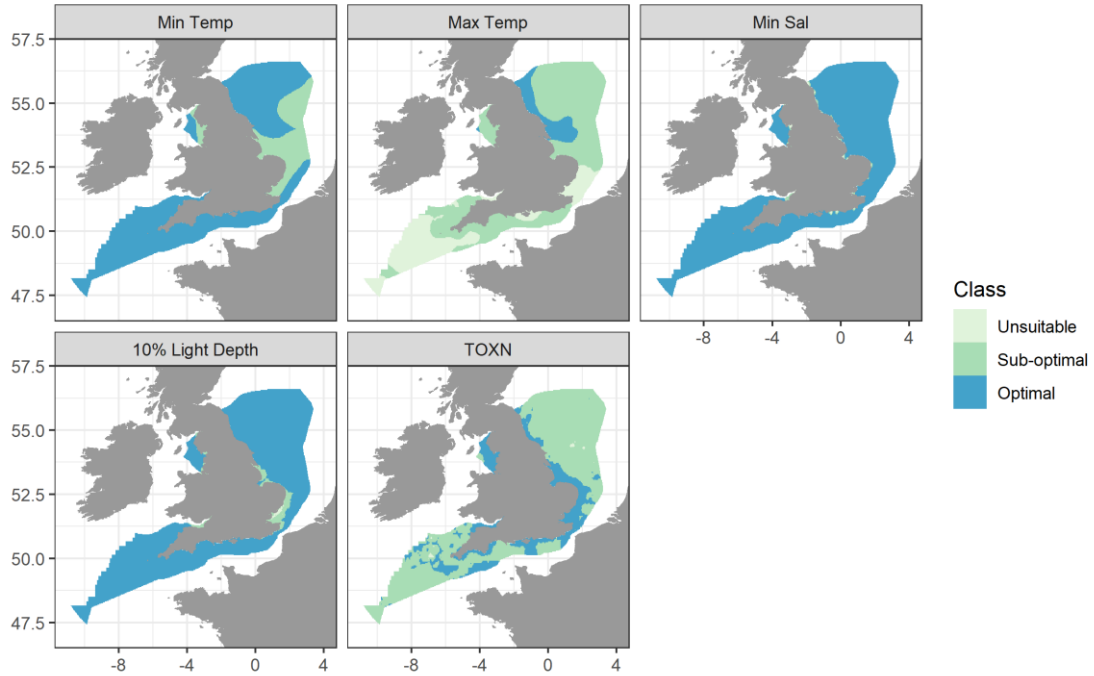 Min Temp
Max Temp
Min Sal
57.5
55.0
52.5
50.0
47.5
-8 -4 0 4
Class
Unsuitable
Sub-optimal
Optimal
10% Light Depth
TOXN
57.5
55.0
52.5
50.0
47.5
-8 -4 0 4
-8 -4 0 4